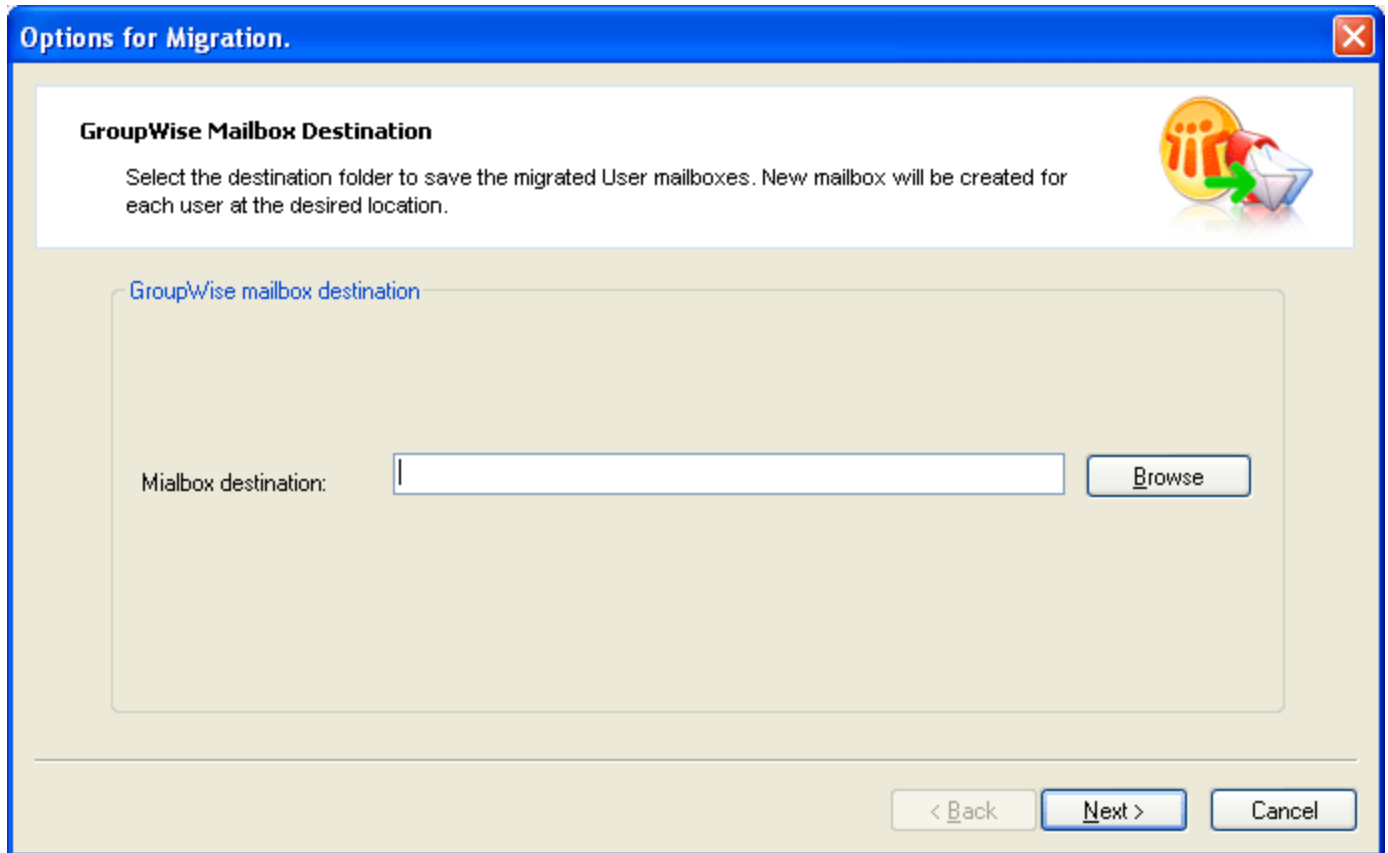 Options for Migration.
GroupWise Mailbox Destination
Select the destination folder to save the migrated User mailboxes. New mailbox will be created for
each user at the desired location.
GroupWise mailbox destination
Mialbox destination:
Browse
< Back
Next >
Cancel